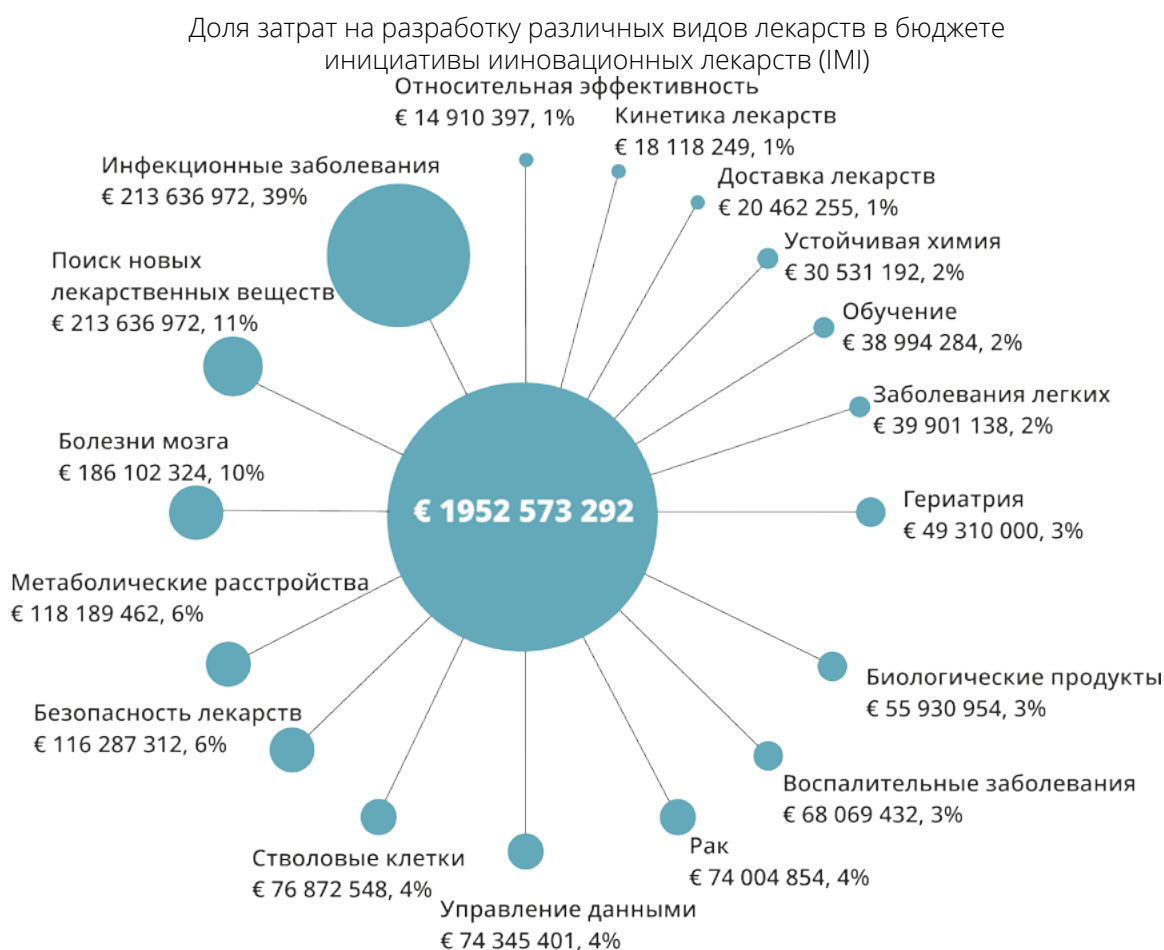 Доля затрат на разработку различных видов лекарств в бюджете
инициативы ииновационных лекарств (IMI)
Относительная эффективность
€ 14 910 397, 1%
Кинетика лекарств
€ 18 118 249, 1%
Доставка лекарств
€ 20 462 255, 1%
Устойчивая химия
€ 30 531 192, 2%
Обучение
€ 38 994 284, 2%
Заболевания легких
€ 39 901 138, 2%
Гериатрия
€ 49 310 000, 3%
Биологические продукты
€ 55 930 954, 3%
Воспалительные заболевания
€ 68 069 432, 3%
Рак
€ 74 004 854, 4%
Управление данными
€ 74 345 401, 4%
Стволовые клетки
€ 76 872 548, 4%
Безопасность лекарств
€ 116 287 312, 6%
Метаболические расстройства
€ 118 189 462, 6%
Болезни мозга
€ 186 102 324, 10%
Поиск новых
лекарственных веществ
€ 213 636 972, 11%
Инфекционные заболевания
€ 213 636 972, 39%
€ 1952 573 292